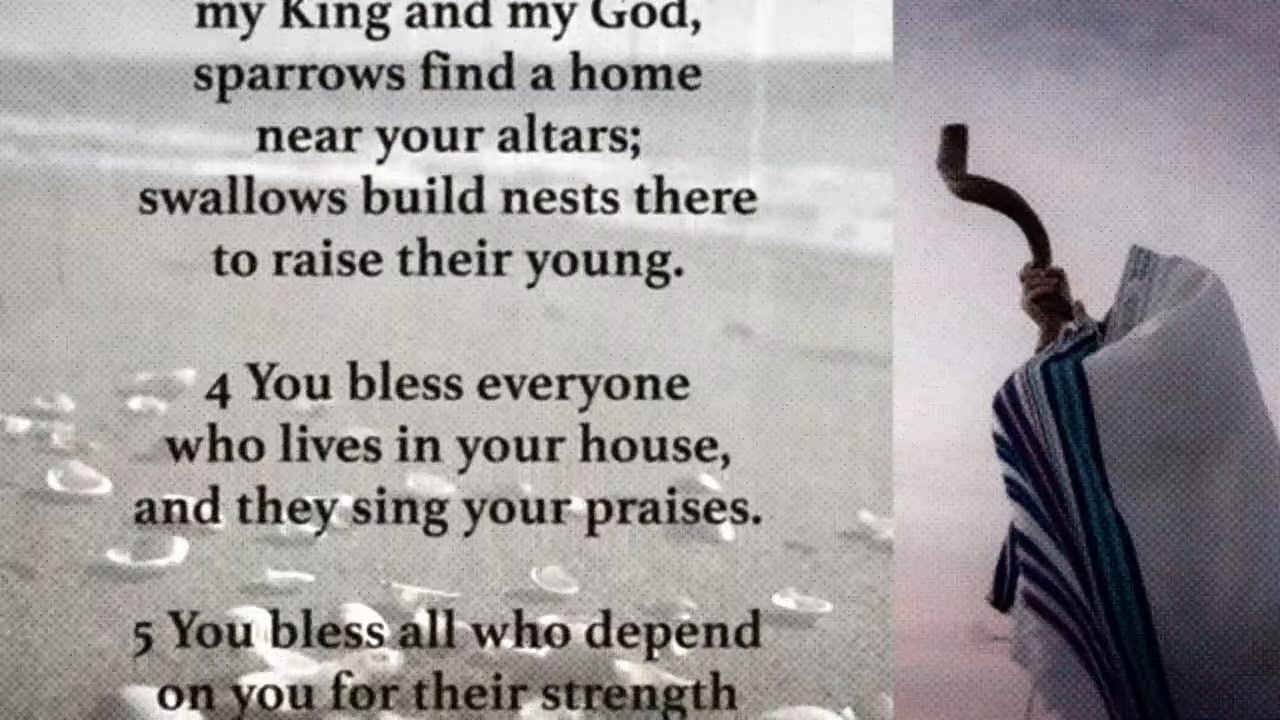 my King and my God,
sparrows find a home
near your altars;
swallows build nests there
to raise their young.
4 You bless everyone
who lives in your house,
and they sing your praises.
5 You bless all who depend
on you for their strength